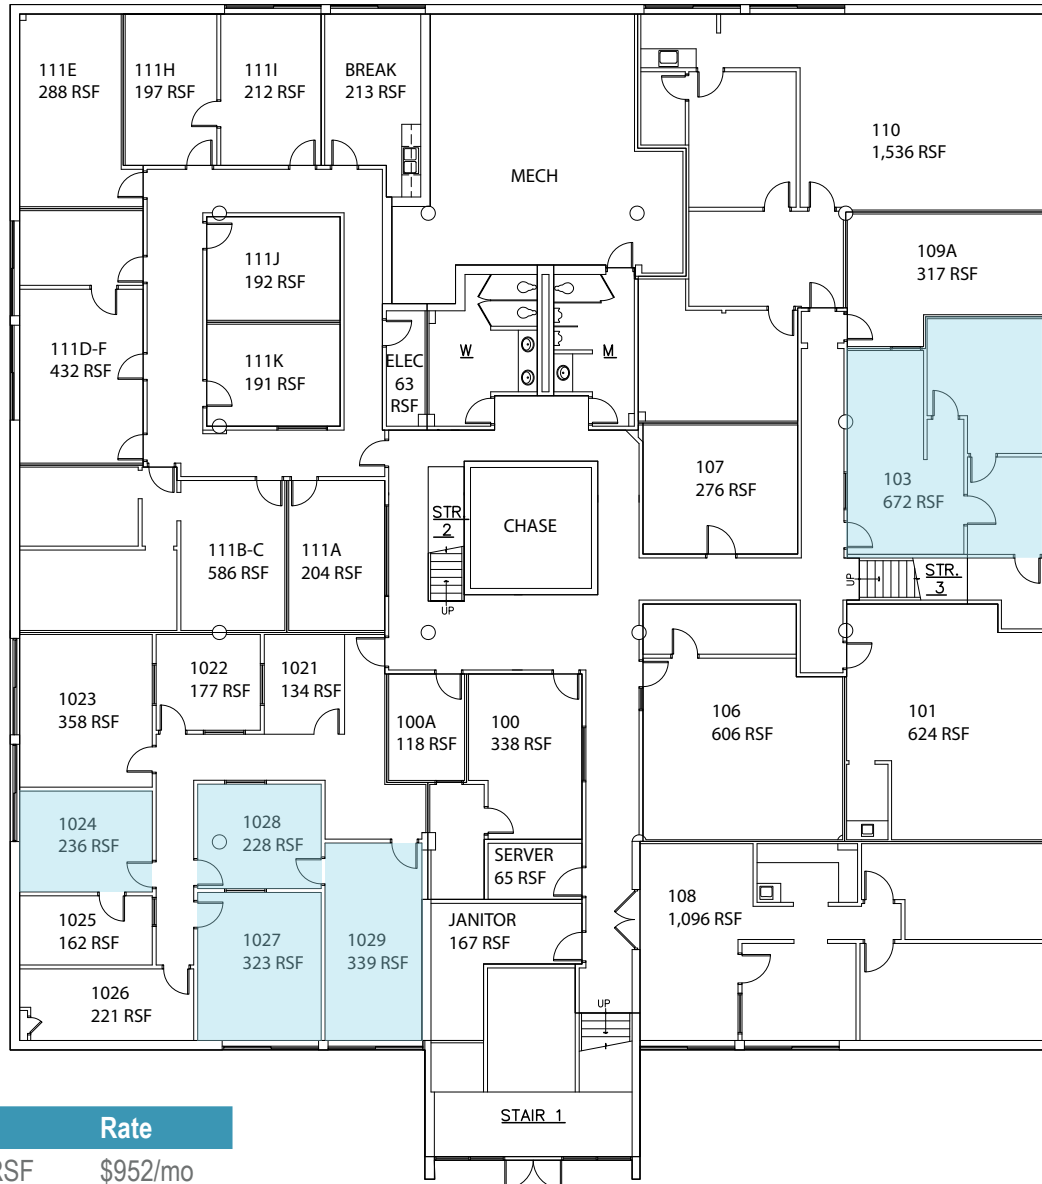 111E
288 RSF
111H
197 RSF
111I
212 RSF
BREAK
213 RSF
MECH
110
1,536 RSF
111J
192 RSF
109A
317 RSF
111D-F
432 RSF
111K
191 RSF
ELEC
63
RSF
W
M
107
276 RSF
103
672 RSF
STR.
2
UP
CHASE
111B-C
586 RSF
111A
204 RSF
UP
STR.
3
1023
358 RSF
1022
177 RSF
1021
134 RSF
100A
118 RSF
100
338 RSF
106
606 RSF
101
624 RSF
1024
236 RSF
1028
228 RSF
SERVER
65 RSF
1025
162 RSF
1027
323 RSF
1029
339 RSF
JANITOR
167 RSF
108
1,096 RSF
1026
221 RSF
UP
STAIR 1
Rate
RSF $952/mo